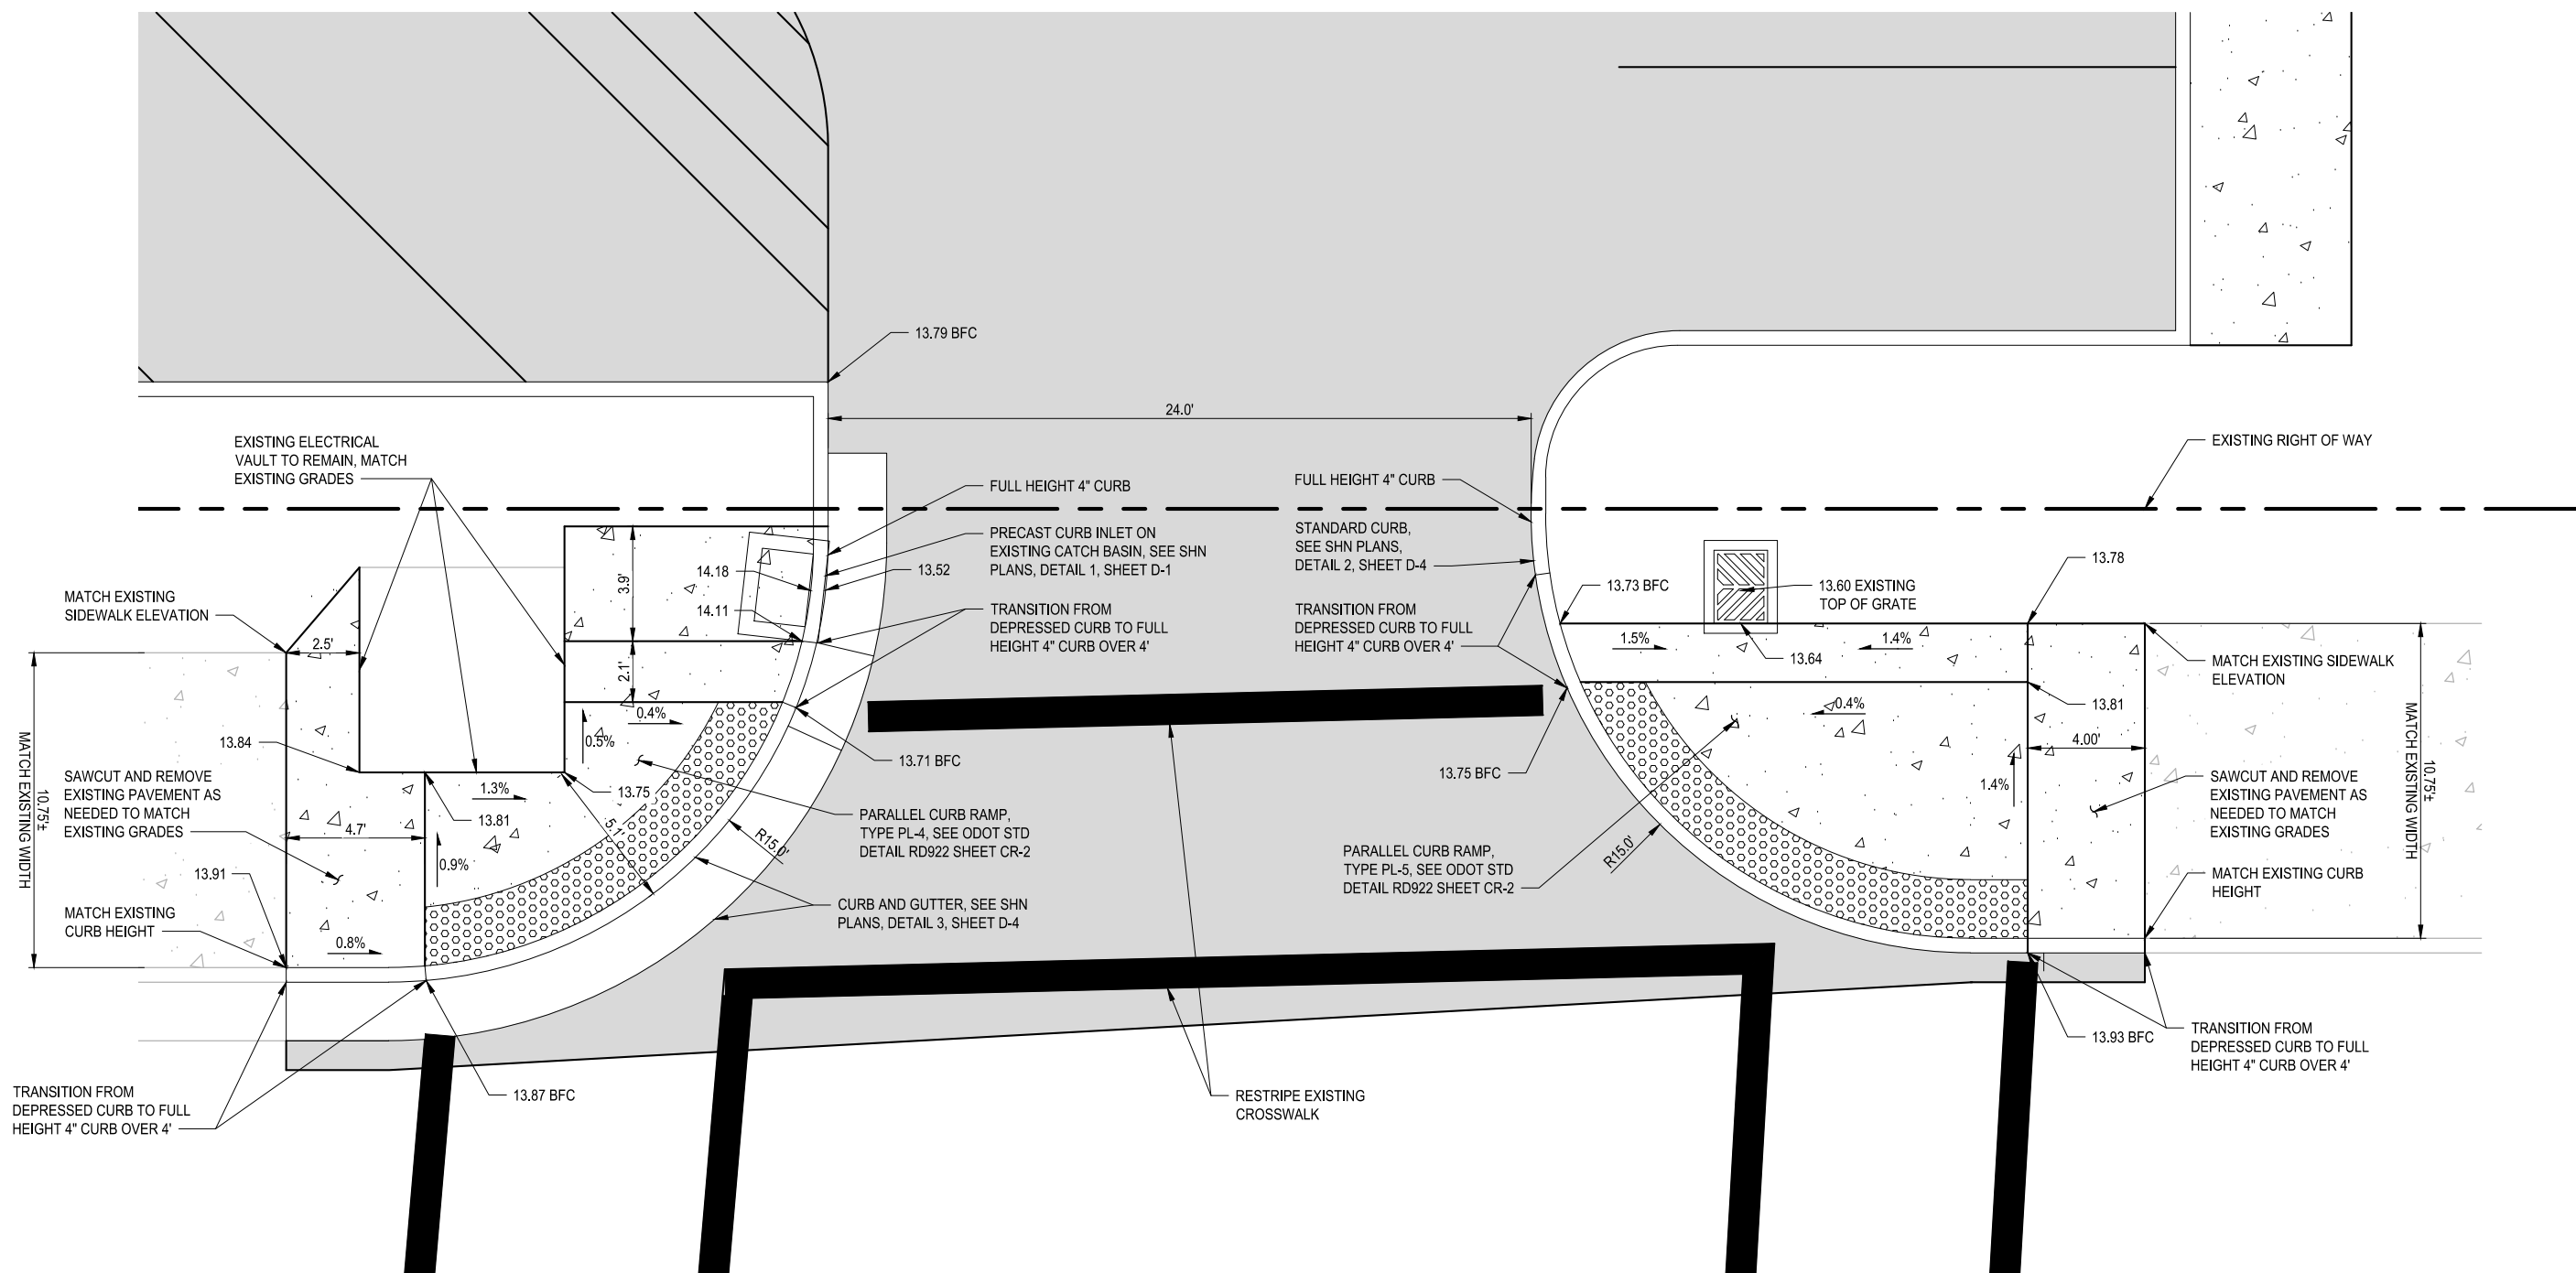 13.79 BFC
24.0'
EXISTING ELECTRICAL
VAULT TO REMAIN, MATCH
EXISTING GRADES
EXISTING RIGHT OF WAY
FULL HEIGHT 4" CURB
FULL HEIGHT 4" CURB
PRECAST CURB INLET ON
EXISTING CATCH BASIN, SEE SHN
PLANS, DETAIL 1, SHEET D-1
STANDARD CURB,
SEE SHN PLANS,
DETAIL 2, SHEET D-4
14.18
13.52
3.9'
14.11
13.73 BFC
13.60 EXISTING
TOP OF GRATE
13.78
MATCH EXISTING
SIDEWALK ELEVATION
TRANSITION FROM
DEPRESSED CURB TO FULL
HEIGHT 4" CURB OVER 4'
TRANSITION FROM
DEPRESSED CURB TO FULL
HEIGHT 4" CURB OVER 4'
2.5'
2.1'
1.5%
1.4%
13.64
MATCH EXISTING SIDEWALK
ELEVATION
0.4%
0.5%
0.4%
13.81
13.84
13.71 BFC
13.75 BFC
4.00'
MATCH EXISTING WIDTH
10.75'±
MATCH EXISTING WIDTH
10.75'±
SAWCUT AND REMOVE
EXISTING PAVEMENT AS
NEEDED TO MATCH
EXISTING GRADES
1.3%
13.75
13.81
4.7'
5.1'
R15.0'
PARALLEL CURB RAMP,
TYPE PL-4, SEE ODOT STD
DETAIL RD922 SHEET CR-2
1.4%
SAWCUT AND REMOVE
EXISTING PAVEMENT AS
NEEDED TO MATCH
EXISTING GRADES
R15.0'
PARALLEL CURB RAMP,
TYPE PL-5, SEE ODOT STD
DETAIL RD922 SHEET CR-2
13.91
0.9%
MATCH EXISTING
CURB HEIGHT
0.8%
CURB AND GUTTER, SEE SHN
PLANS, DETAIL 3, SHEET D-4
MATCH EXISTING CURB
HEIGHT
TRANSITION FROM
DEPRESSED CURB TO FULL
HEIGHT 4" CURB OVER 4'
13.87 BFC
RESTRIPE EXISTING
CROSSWALK
13.93 BFC
TRANSITION FROM
DEPRESSED CURB TO FULL
HEIGHT 4" CURB OVER 4'